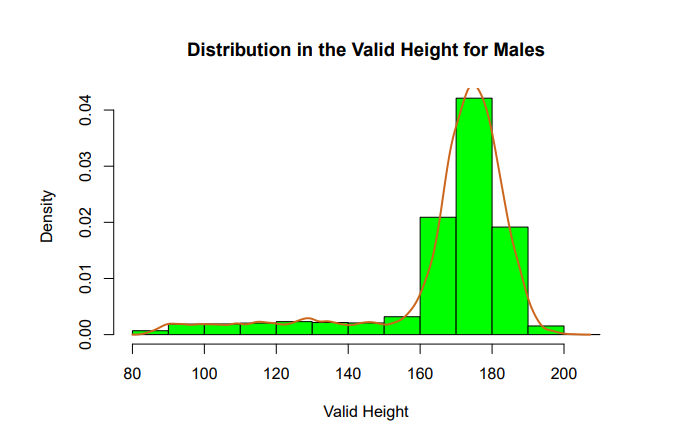 Distribution in the Valid Height for Males
Density
0.04
0.03
0.02
0.01
0.00
80 100 120 140 160 180 200
Valid Height